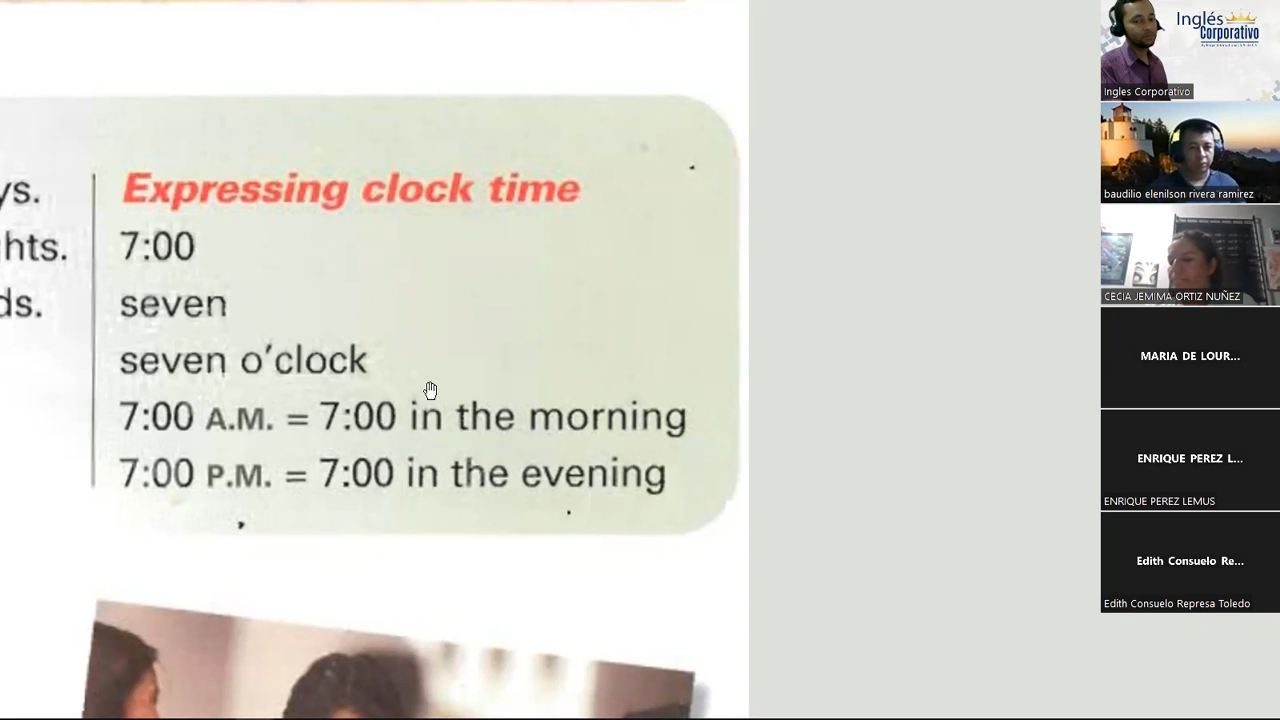 ys.
hts.
ds.
Expressing clock time
7:00
seven
seven o'clock
7:00 A.M. = 7:00 in the morning
7:00 P.M. = 7:00 in the evening
Inglés
Corporativo
Ingles Corporativo
baudilio elenilson rivera ramirez
CECIA JEMIMA ORTIZ NUÑEZ
MARIA DE LOUR...
ENRIQUE PEREZ L...
ENRIQUE PEREZ LEMUS
Edith Consuelo Re...
Edith Consuelo Represa Toledo